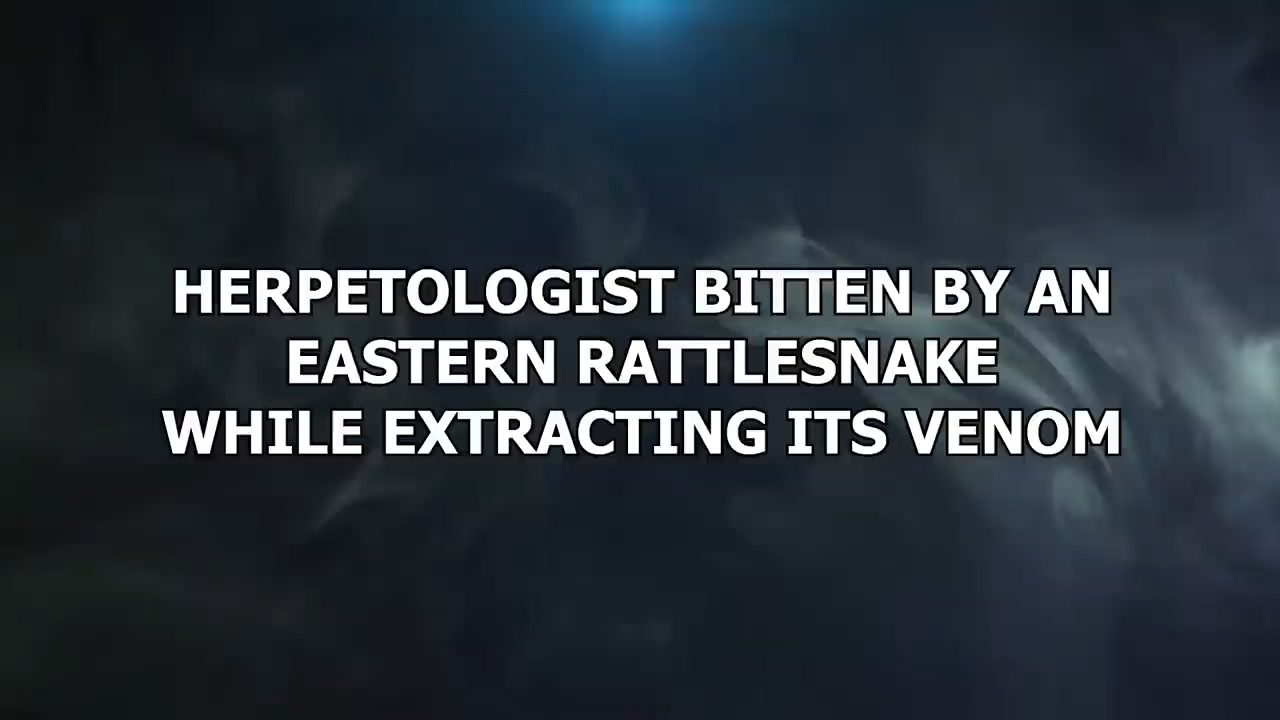 HERPETOLOGIST BITTEN BY AN
EASTERN RATTLESNAKE
WHILE EXTRACTING ITS VENOM